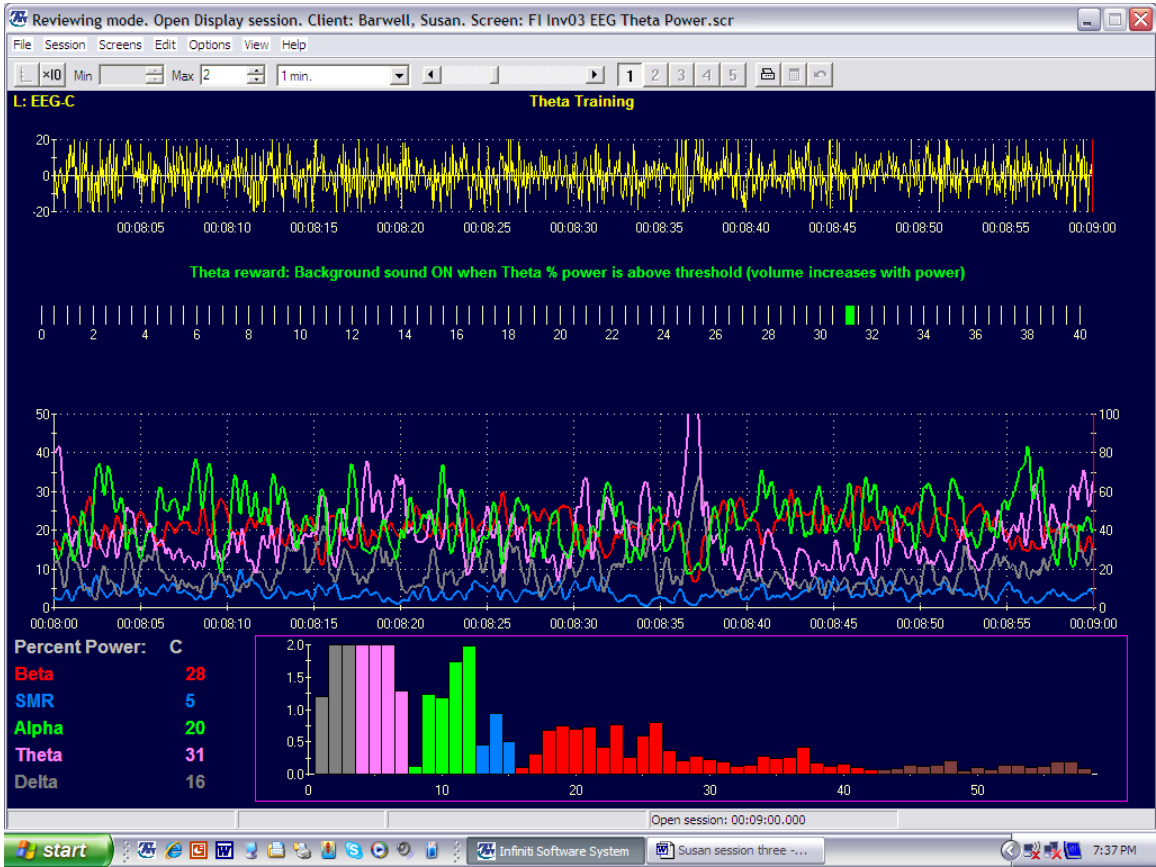 Reviewing mode. Open Display session. Client: Barwell, Susan. Screen: FI Inv03 EEG Theta Power.scr
File Session Screens Edit Options View Help
×10 Min Max 2 1 min. 1 2 3 4 5
L: EEG-C Theta Training
20
0
-20
00:08:05 00:08:10 00:08:15 00:08:20 00:08:25 00:08:30 00:08:35 00:08:40 00:08:45 00:08:50 00:08:55 00:09:00
Theta reward: Background sound ON when Theta % power is above threshold (volume increases with power)
0 2 4 6 8 10 12 14 16 18 20 22 24 26 28 30 32 34 36 38 40
50 100
40 80
30 60
20 40
10 20
0 0
00:08:00 00:08:05 00:08:10 00:08:15 00:08:20 00:08:25 00:08:30 00:08:35 00:08:40 00:08:45 00:08:50 00:08:55 00:09:00
Percent Power: C
Beta 28
SMR 5
Alpha 20
Theta 31
Delta 16
2.0
1.5
1.0
0.5
0.0
0 10 20 30 40 50
Open session: 00:09:00.000
start Infiniti Software System Susan session three -... 7:37 PM